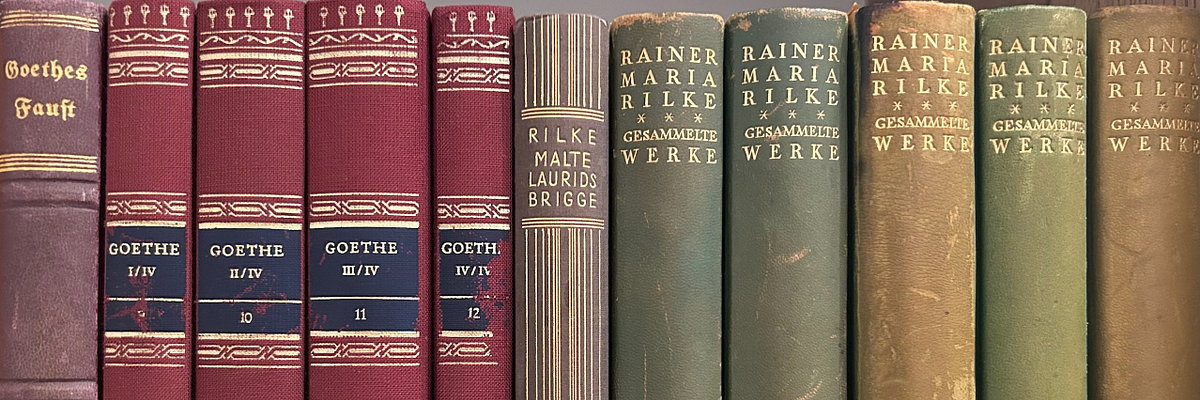 Goethes
Faust
GOETHE
I/IV
GOETHE
II/IV
10
GOETHE
III/IV
11
GOETHE
IV/IV
12
RILKE
MALTE
LAURIDS
BRIGGE
RAINER
MARIA
RILKE
* * *
GESAMMELTE
WERKE
RAINER
MARIA
RILKE
* * *
GESAMMELTE
WERKE
RAINER
MARIA
RILKE
* * *
GESAMMELTE
WERKE
RAINER
MARIA
RILKE
* * *
GESAMMELTE
WERKE
RAINER
MARIA
RILKE
* * *
GESAMMELTE
WERKE